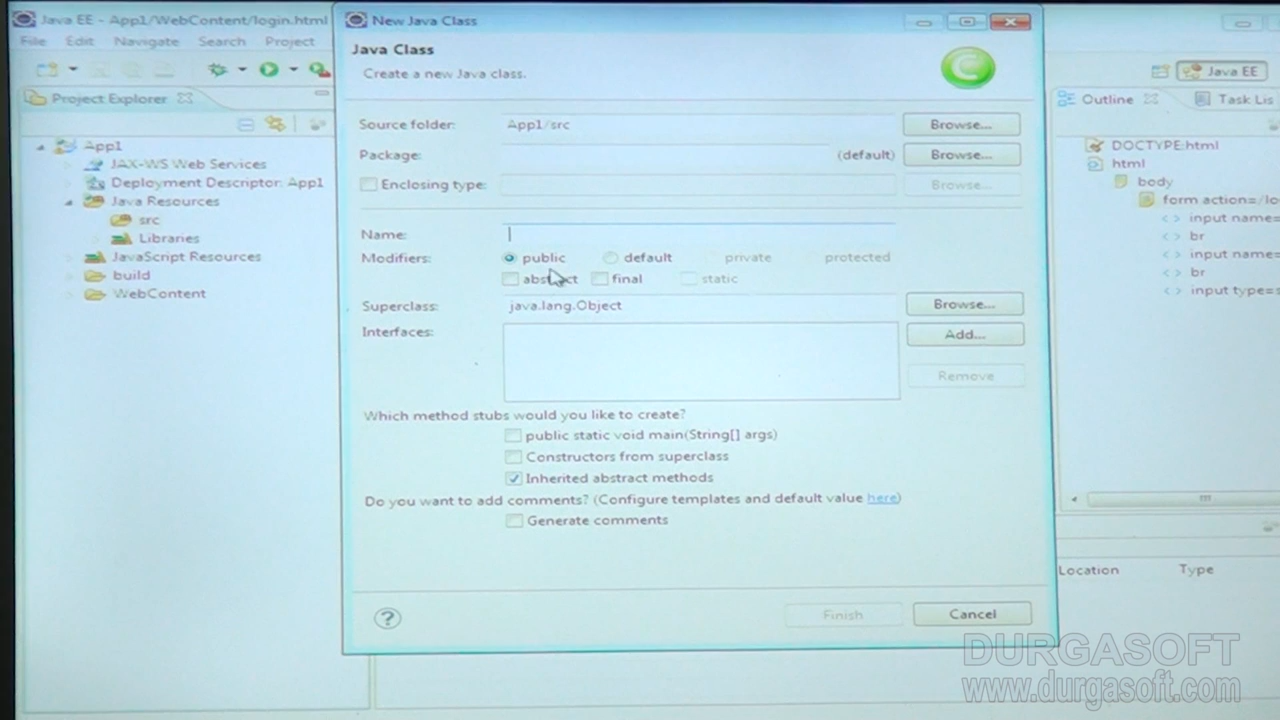 Java EE - App1/WebContent/login.html
File Edit Navigate Search Project
Project Explorer
App1
JAX-WS Web Services
Deployment Descriptor: App1
Java Resources
src
Libraries
JavaScript Resources
build
WebContent
New Java Class
Java Class
Create a new Java class.
Source folder: App1/src Browse...
Package: (default) Browse...
Enclosing type: Browse...
Name:
Modifiers: public default private protected
abstract final static
Superclass: java.lang.Object Browse...
Interfaces: Add...
Remove
Which method stubs would you like to create?
public static void main(String[] args)
Constructors from superclass
Inherited abstract methods
Do you want to add comments? (Configure templates and default value here)
Generate comments
? Finish Cancel
Java EE
Outline Task Lis
DOCTYPE:html
html
body
form action=/lo
input name=
br
input name=
br
input type=s
Location Type
DURGASOFT
www.durgasoft.com